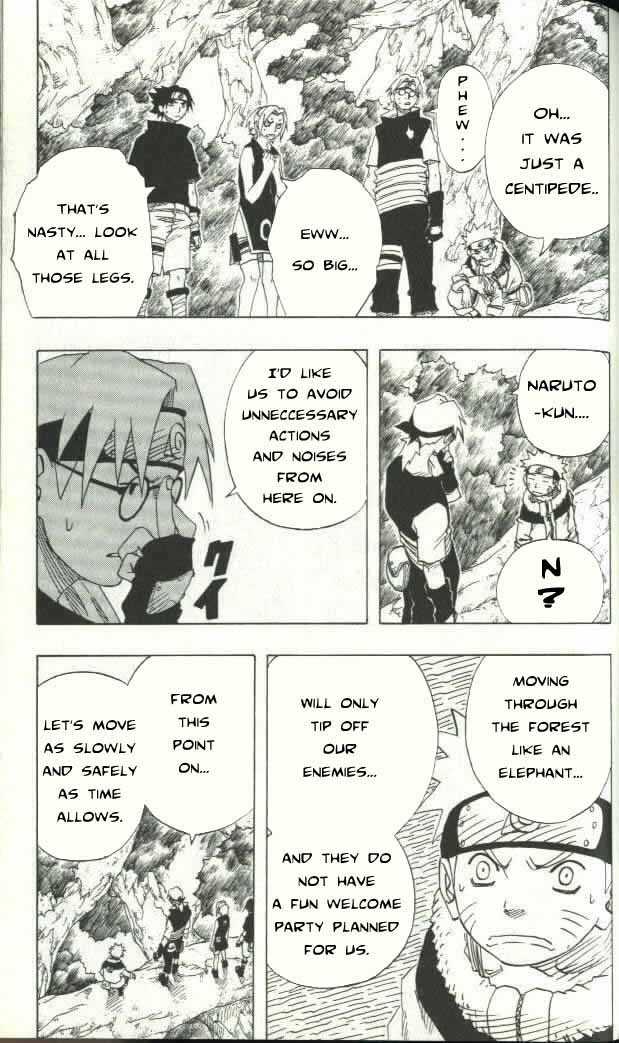 OH...
IT WAS
JUST
A
CENTIPEDE..
PHEW...
EWW...
SO BIG...
THAT'S
NASTY... LOOK
AT ALL
THOSE LEGS.
NARUTO
-KUN....
N
?
I'D LIKE
US TO AVOID
UNNECCESSARY
ACTIONS
AND NOISES
FROM
HERE ON.
クイ
MOVING
THROUGH
THE FOREST
LIKE AN
ELEPHANT...
WILL ONLY
TIP OFF
OUR
ENEMIES...
AND THEY DO
NOT HAVE
A FUN WELCOME
PARTY PLANNED
FOR US.
FROM
THIS
POINT
ON...
LET'S MOVE
AS SLOWLY
AND SAFELY
AS TIME
ALLOWS.